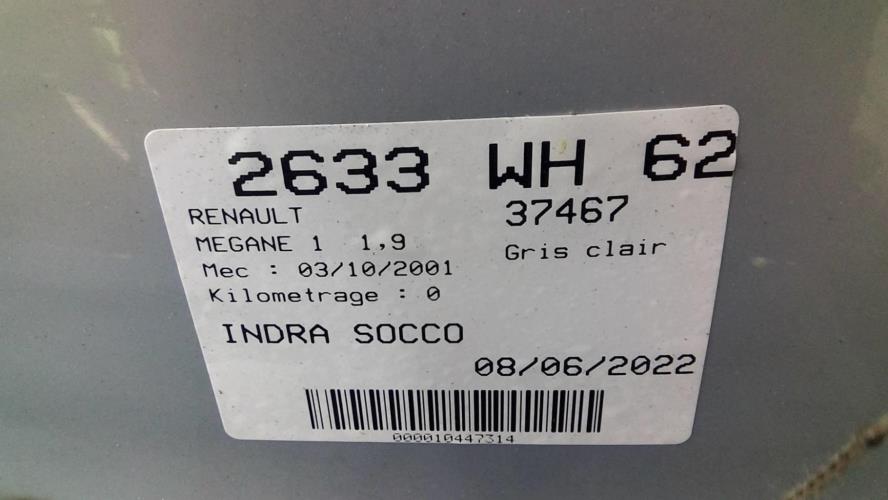 2633 WH 62
RENAULT 37467
MEGANE 1 1,9 Gris clair
Mec : 03/10/2001
Kilometrage : 0
INDRA SOCCO
08/06/2022
000010447314